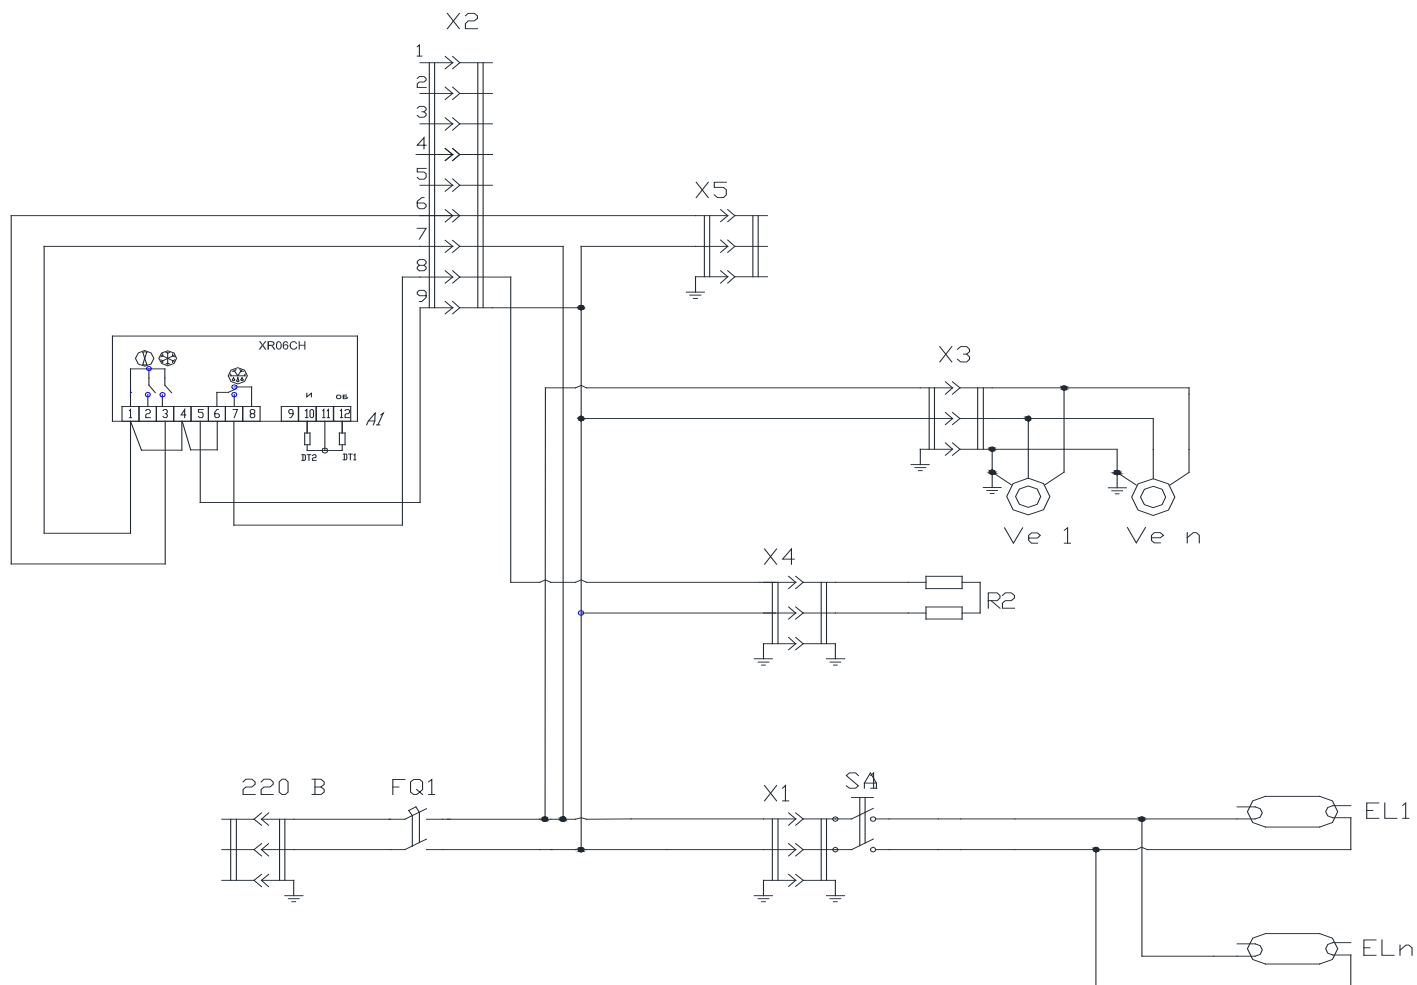 X2
1
2
3
4
5
6
7
8
9
X5
XR06CH
И
ОБ
1 2 3 4 5 6 7 8 9 10 11 12
A1
DT2 DT1
X3
Ve 1 Ve n
X4
R2
220 В FQ1
X1
SA1
EL1
ELn